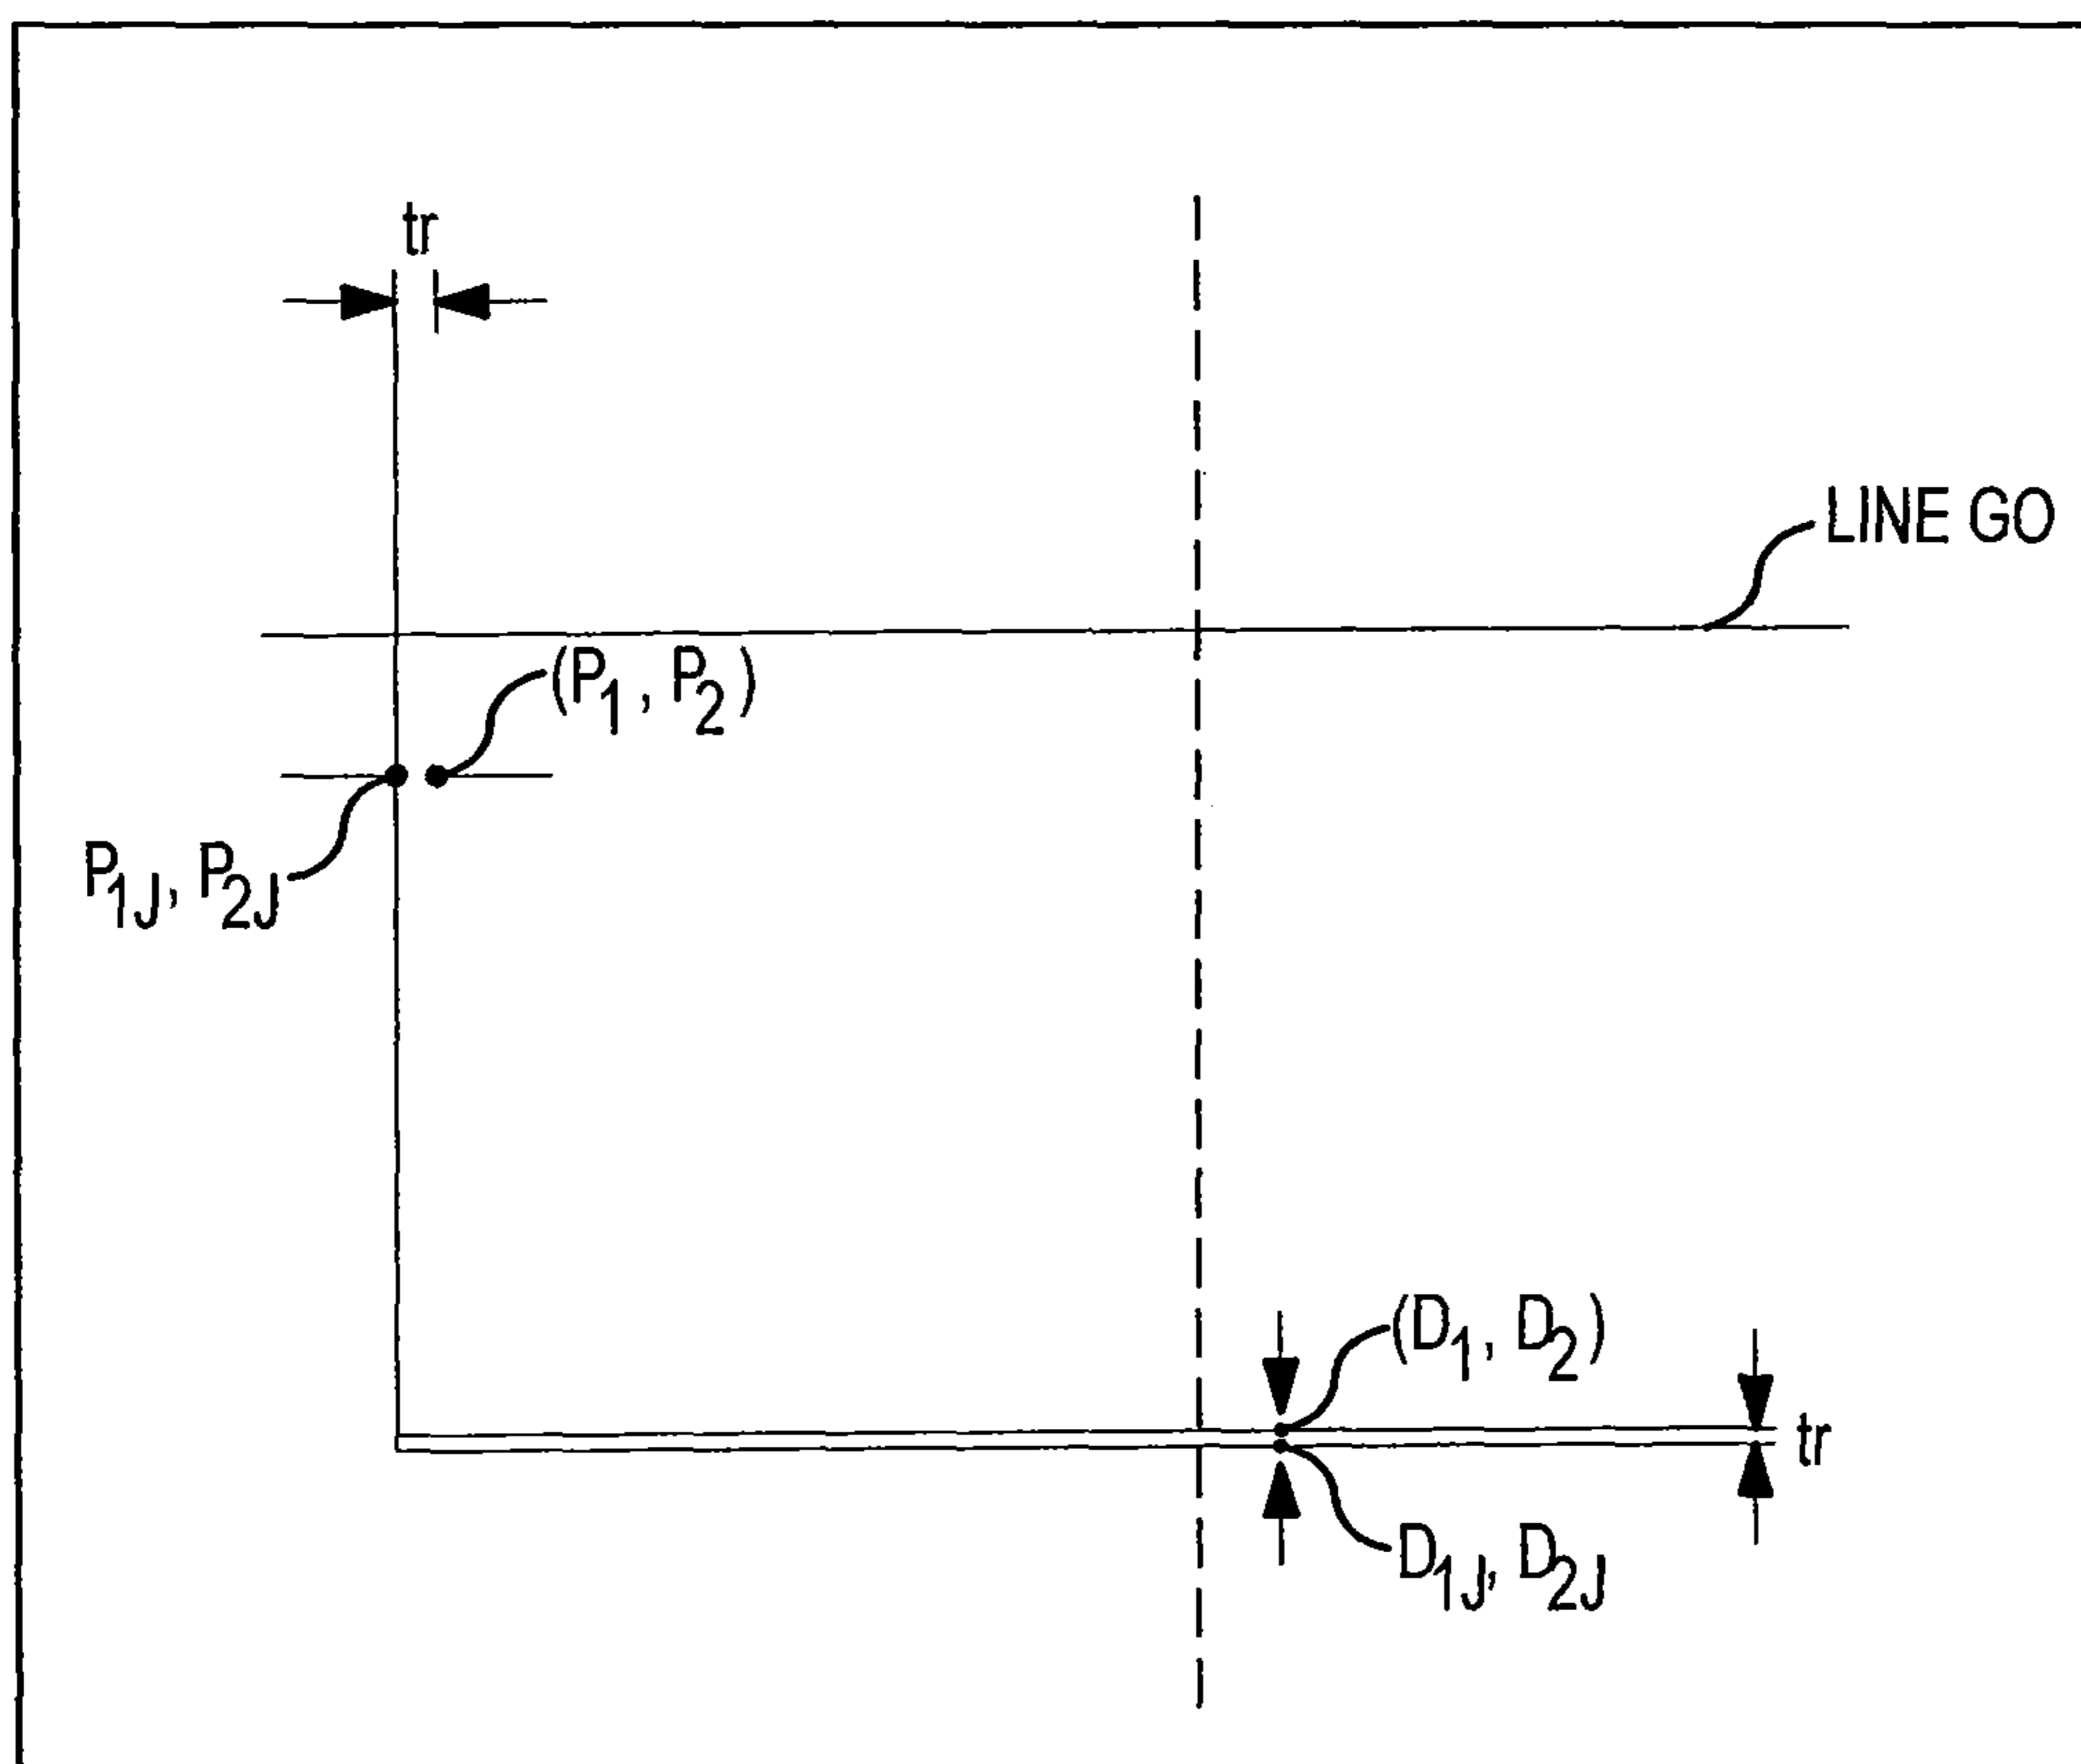 tr
LINE GO
(P₁, P₂)
P₁J, P₂J
(D₁, D₂)
tr
D₁J, D₂J